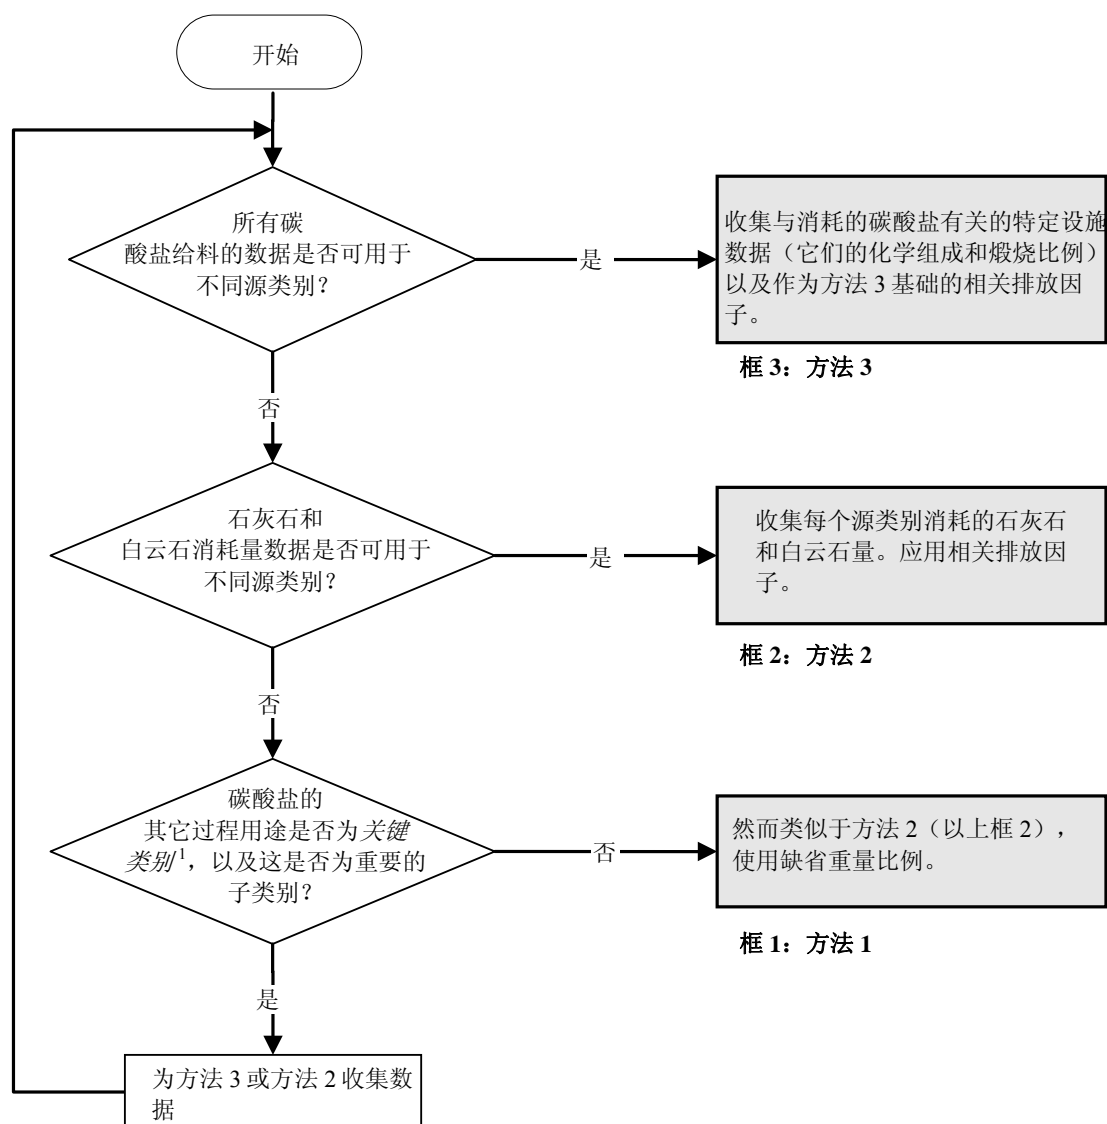 开始
所有碳
酸盐给料的数据是否可用于
不同源类别？
是
收集与消耗的碳酸盐有关的特定设施
数据（它们的化学组成和煅烧比例）
以及作为方法 3 基础的相关排放因
子。
框 3：方法 3
否
石灰石和
白云石消耗量数据是否可用于
不同源类别？
是
收集每个源类别消耗的石灰石
和白云石量。应用相关排放因
子。
框 2：方法 2
否
碳酸盐的
其它过程用途是否为关键
类别1，以及这是否为重要的
子类别？
否
然而类似于方法 2（以上框 2），
使用缺省重量比例。
框 1：方法 1
是
为方法 3 或方法 2 收集数
据